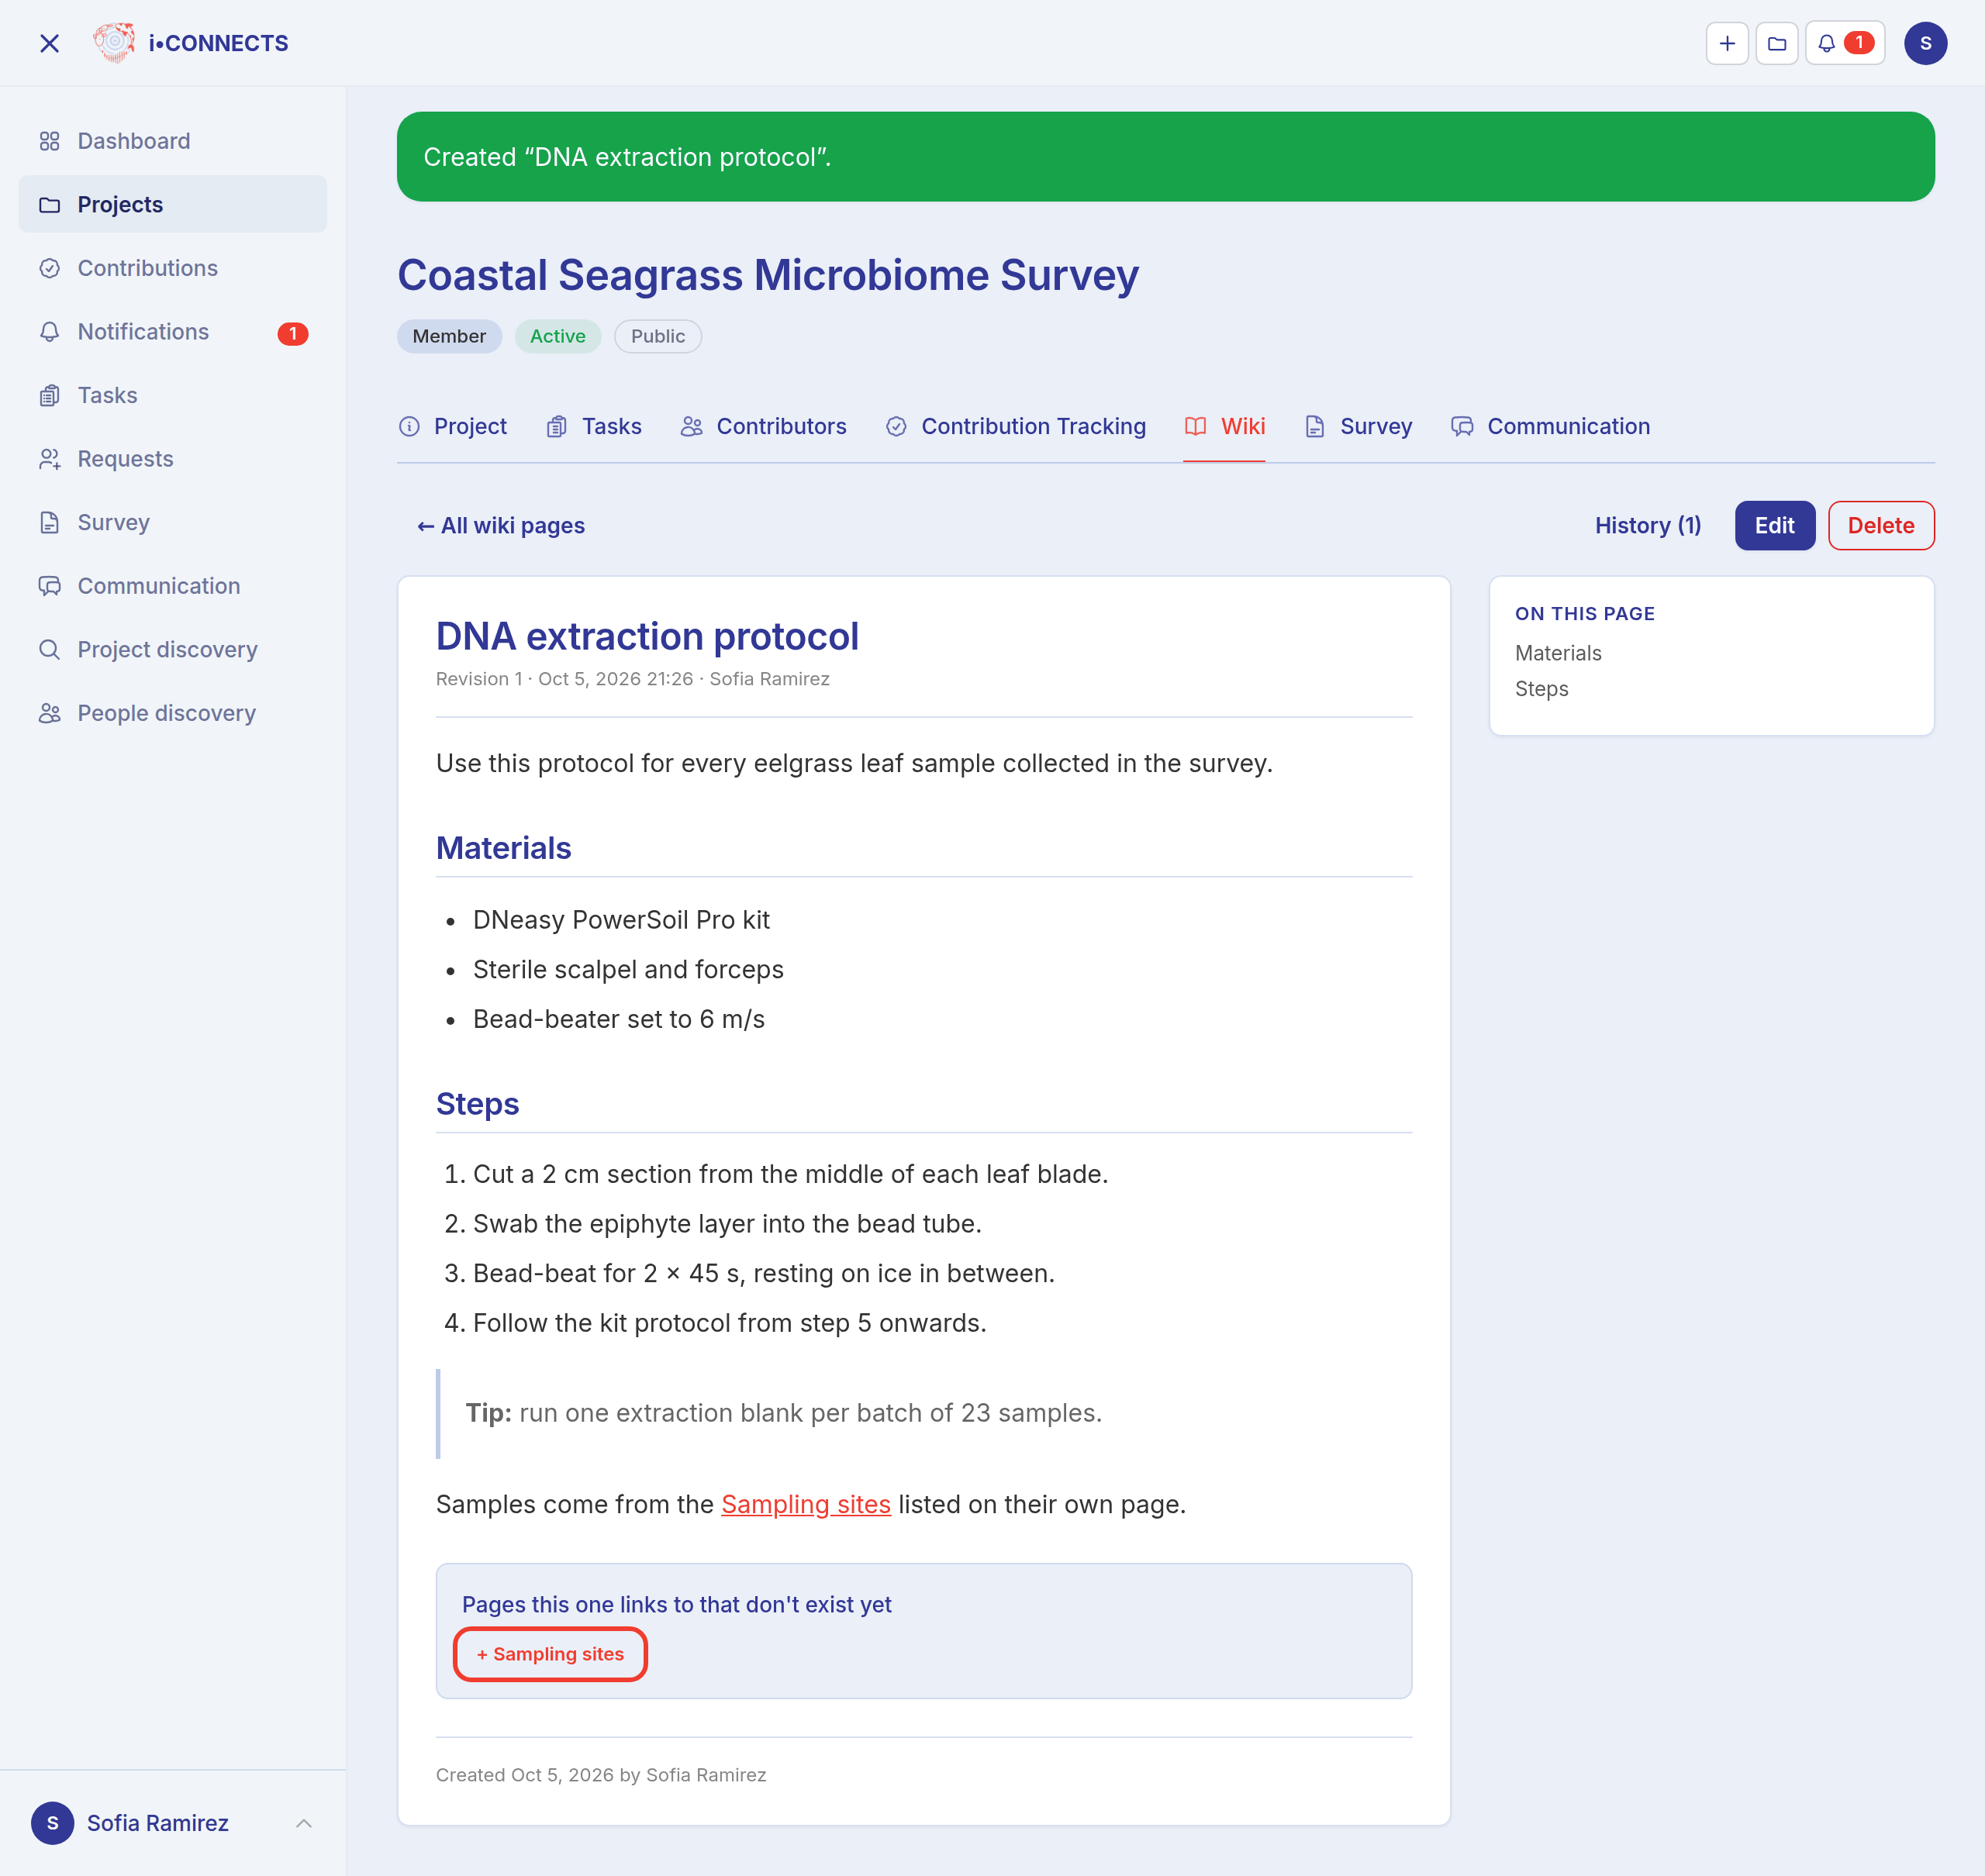 i•CONNECTS
1
S
Dashboard
Projects
Contributions
Notifications 1
Tasks
Requests
Survey
Communication
Project discovery
People discovery
S Sofia Ramirez
Created “DNA extraction protocol”.
Coastal Seagrass Microbiome Survey
Member Active Public
Project Tasks Contributors Contribution Tracking Wiki Survey Communication
← All wiki pages
History (1) Edit Delete
DNA extraction protocol
Revision 1 · Oct 5, 2026 21:26 · Sofia Ramirez
Use this protocol for every eelgrass leaf sample collected in the survey.
Materials
• DNeasy PowerSoil Pro kit
• Sterile scalpel and forceps
• Bead-beater set to 6 m/s
Steps
1. Cut a 2 cm section from the middle of each leaf blade.
2. Swab the epiphyte layer into the bead tube.
3. Bead-beat for 2 × 45 s, resting on ice in between.
4. Follow the kit protocol from step 5 onwards.
Tip: run one extraction blank per batch of 23 samples.
Samples come from the Sampling sites listed on their own page.
Pages this one links to that don't exist yet
+ Sampling sites
Created Oct 5, 2026 by Sofia Ramirez
ON THIS PAGE
Materials
Steps